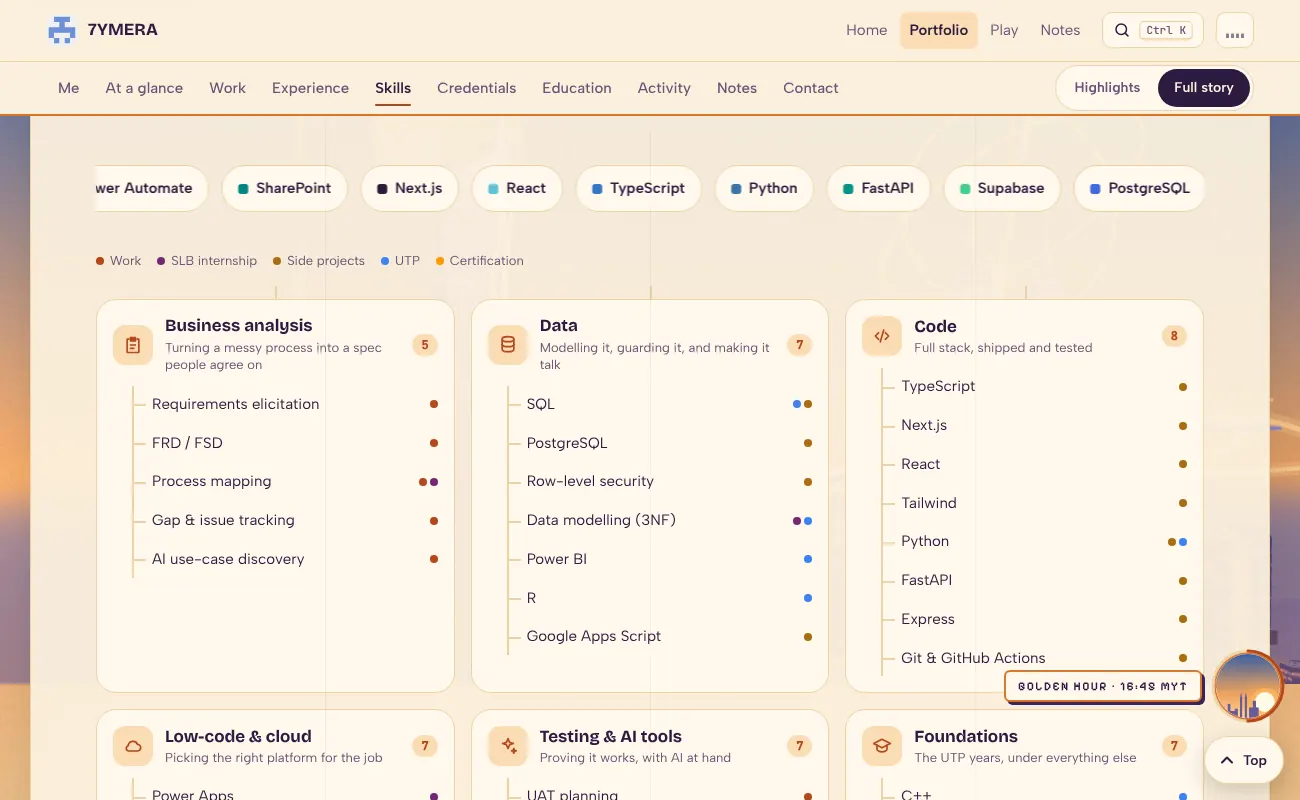 7YMERA
Home Portfolio Play Notes Ctrl K
Me At a glance Work Experience Skills Credentials Education Activity Notes Contact Highlights Full story
wer Automate SharePoint Next.js React TypeScript Python FastAPI Supabase PostgreSQL
Work SLB internship Side projects UTP Certification
Business analysis
Turning a messy process into a spec
people agree on
5
Requirements elicitation
FRD / FSD
Process mapping
Gap & issue tracking
AI use-case discovery
Data
Modelling it, guarding it, and making it
talk
7
SQL
PostgreSQL
Row-level security
Data modelling (3NF)
Power BI
R
Google Apps Script
Code
Full stack, shipped and tested
8
TypeScript
Next.js
React
Tailwind
Python
FastAPI
Express
Git & GitHub Actions
GOLDEN HOUR · 16:48 MYT
Low-code & cloud
Picking the right platform for the job
7
Power Apps
Testing & AI tools
Proving it works, with AI at hand
7
UAT planning
Foundations
The UTP years, under everything else
7
C++
Top